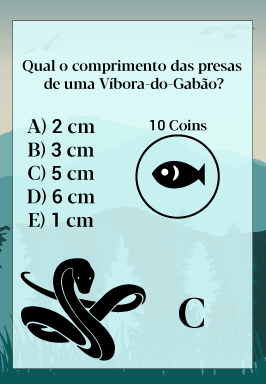 Qual o comprimento das presas
de uma Víbora-do-Gabão?
A) 2 cm
B) 3 cm
C) 5 cm
D) 6 cm
E) 1 cm
10 Coins
C